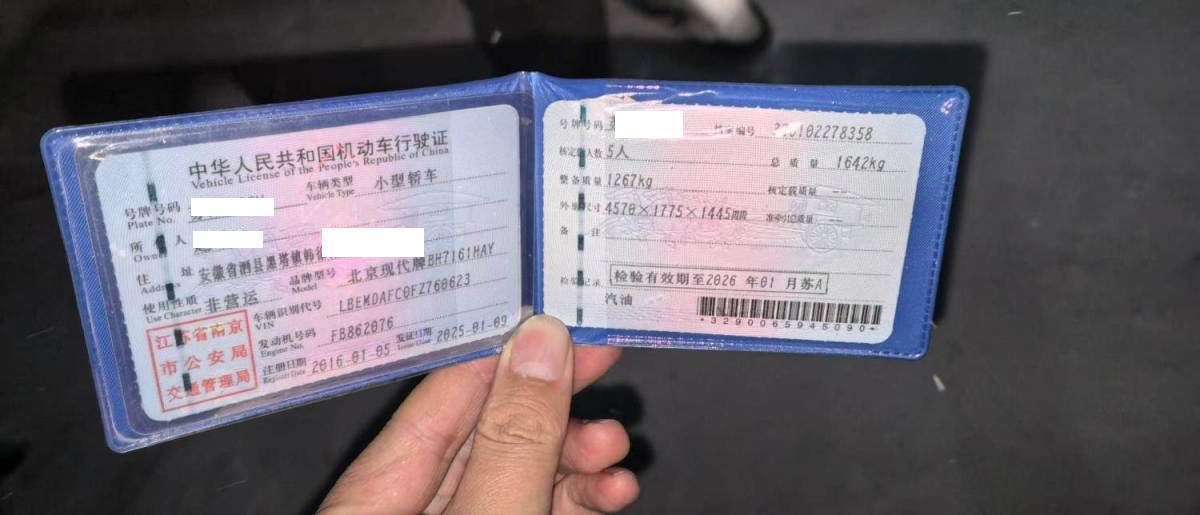 中华人民共和国机动车行驶证
Vehicle License of the People's Republic of China
号牌号码
Plate No.
车辆类型 小型轿车
Vehicle Type
所 人
Owner
住 址 安徽省泗县黑塔镇韩徐
Address
使用性质 非营运
Use Character
品牌型号 北京现代牌BH7161HAY
Model
车辆识别代号 LBEMDAFC0FZ760623
VIN
发动机号码 FB862076
Engine No.
注册日期 2016-01-05 发证日期 2025-01-09
Register Date Issue Date
江苏省南京
市公安局
交通管理局
号牌号码 编号 02278358
核定载人数 5人 总 质 量 1642kg
整备质量 1267kg 核定载质量 --
外廓尺寸 4570×1775×1445 准牵引总质量 --
备 注
检验记录 检验有效期至2026 年01 月苏A
汽油
*3290065945090*